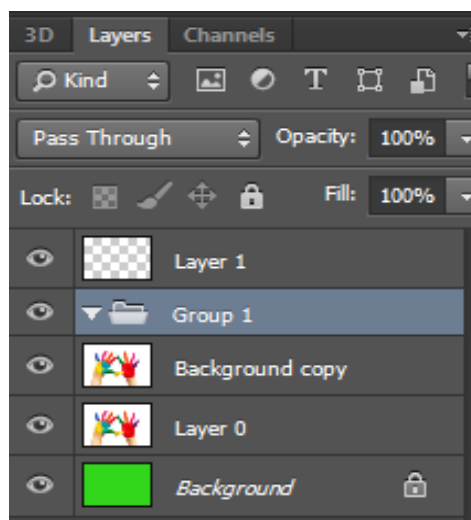 3D Layers Channels
Kind T
Pass Through Opacity: 100%
Lock: Fill: 100%
Layer 1
Group 1
Background copy
Layer 0
Background